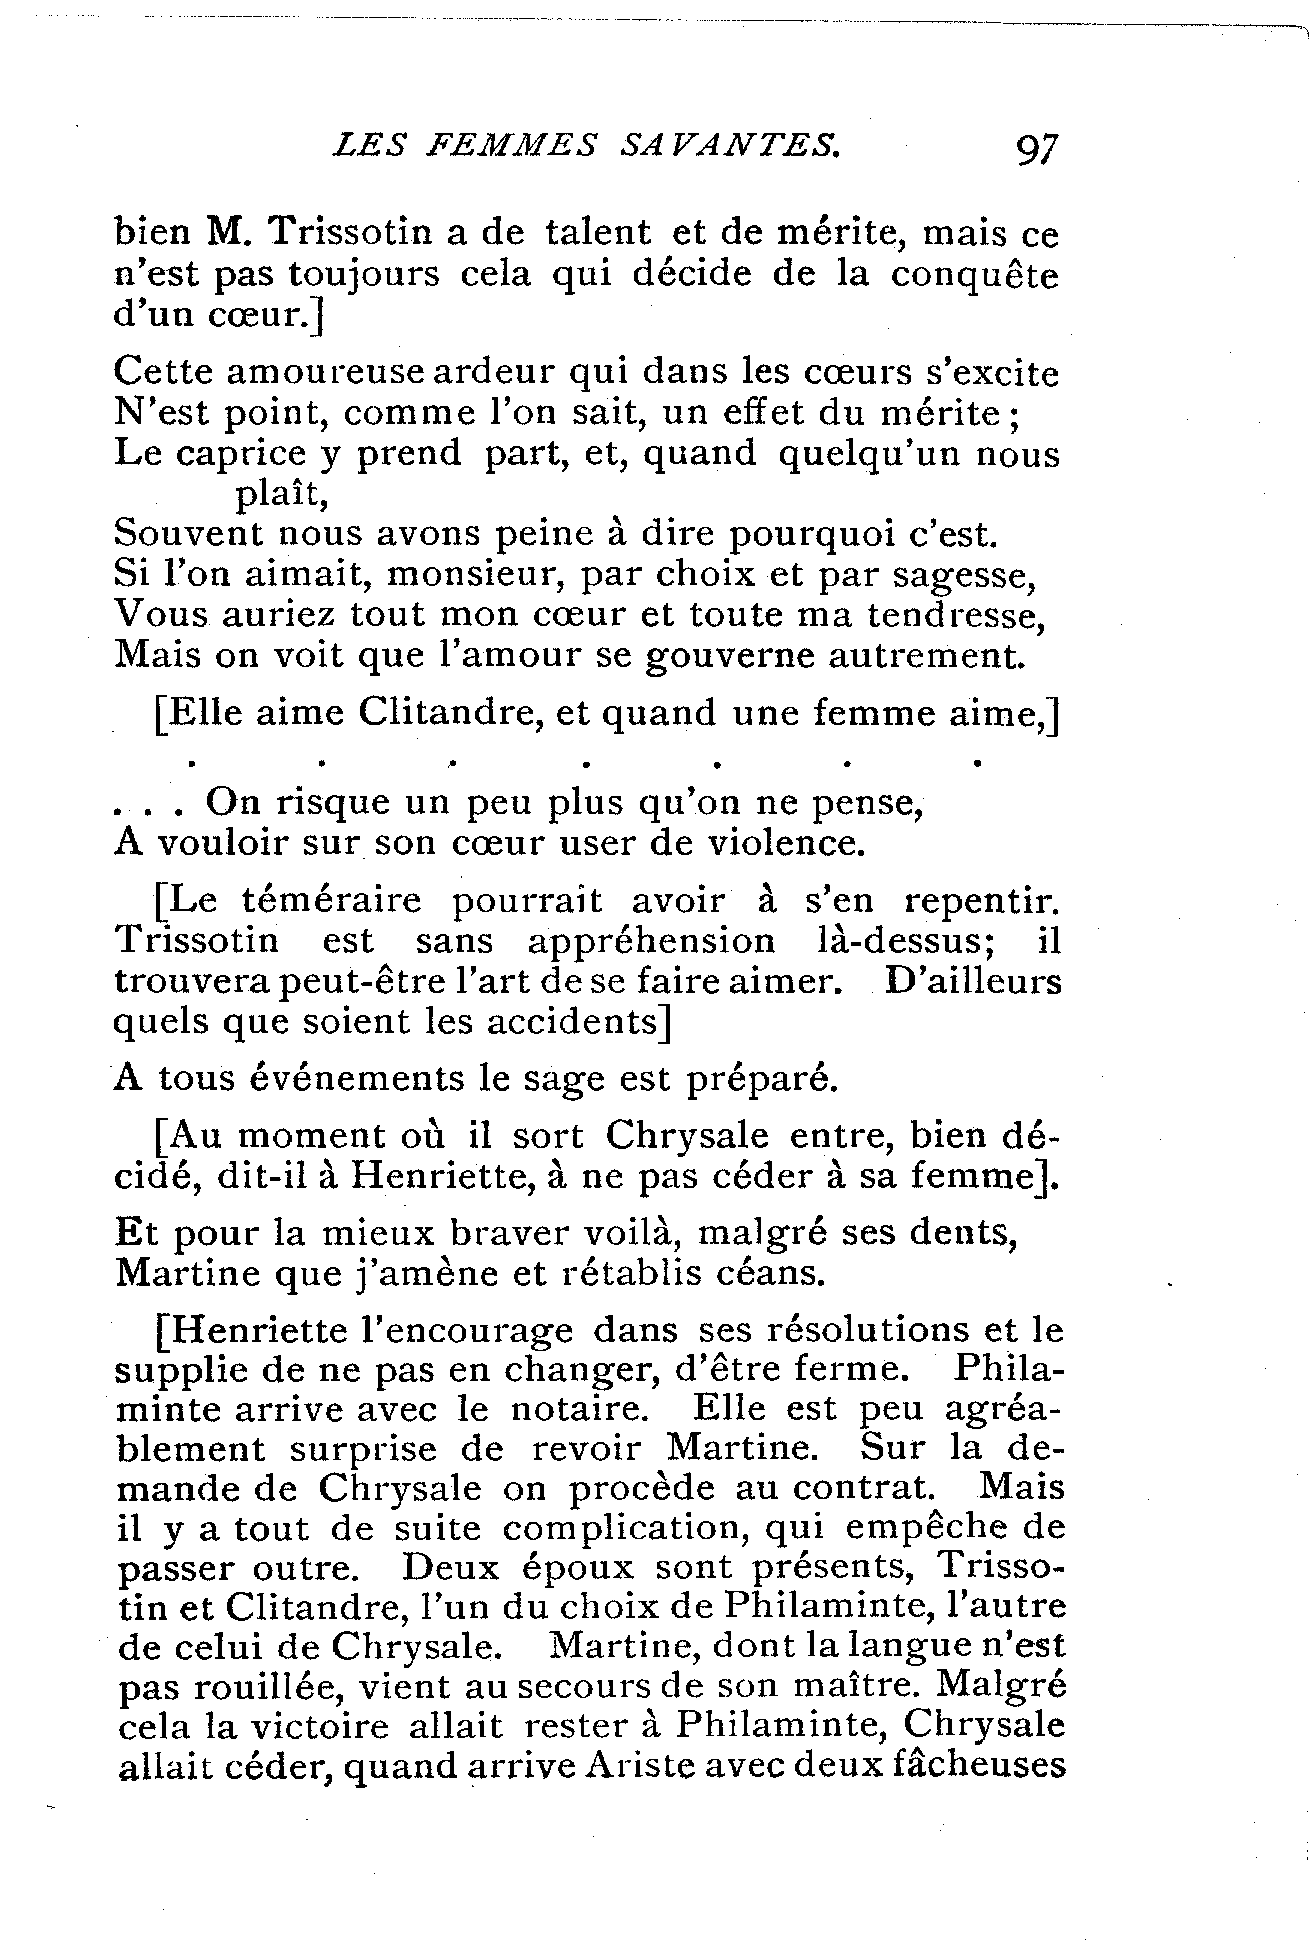 LES FEMMES SAVANTES. 97
bien M. Trissotin a de talent et de mérite, mais ce
n'est pas toujours cela qui décide de la conquête
d'un cœur.]
Cette amoureuse ardeur qui dans les cœurs s'excite
N'est point, comme l'on sait, un effet du mérite ;
Le caprice y prend part, et, quand quelqu'un nous
plaît,
Souvent nous avons peine à dire pourquoi c'est.
Si l'on aimait, monsieur, par choix et par sagesse,
Vous auriez tout mon cœur et toute ma tendresse,
Mais on voit que l'amour se gouverne autrement.
[Elle aime Clitandre, et quand une femme aime,]
. . . . . . .
. . . On risque un peu plus qu'on ne pense,
A vouloir sur son cœur user de violence.
[Le téméraire pourrait avoir à s'en repentir.
Trissotin est sans appréhension là-dessus; il
trouvera peut-être l'art de se faire aimer. D'ailleurs
quels que soient les accidents]
A tous événements le sage est préparé.
[Au moment où il sort Chrysale entre, bien dé-
cidé, dit-il à Henriette, à ne pas céder à sa femme].
Et pour la mieux braver voilà, malgré ses dents,
Martine que j'amène et rétablis céans.
[Henriette l'encourage dans ses résolutions et le
supplie de ne pas en changer, d'être ferme. Phila-
minte arrive avec le notaire. Elle est peu agréa-
blement surprise de revoir Martine. Sur la de-
mande de Chrysale on procède au contrat. Mais
il y a tout de suite complication, qui empêche de
passer outre. Deux époux sont présents, Trisso-
tin et Clitandre, l'un du choix de Philaminte, l'autre
de celui de Chrysale. Martine, dont la langue n'est
pas rouillée, vient au secours de son maître. Malgré
cela la victoire allait rester à Philaminte, Chrysale
allait céder, quand arrive Ariste avec deux fâcheuses